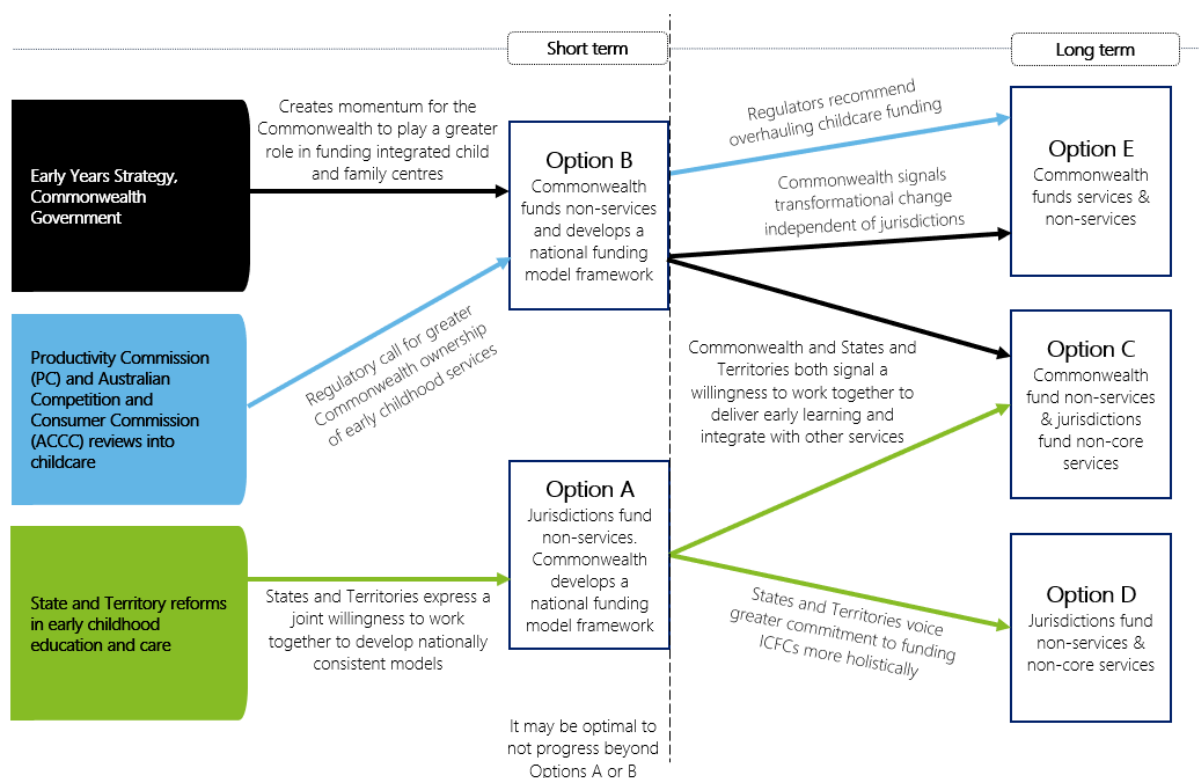 Short term
Long term
Early Years Strategy,
Commonwealth
Government
Creates momentum for the
Commonwealth to play a greater
role in funding integrated child
and family centres
Option B
Commonwealth
funds non-services
and develops a
national funding
model framework
Regulators recommend
overhauling childcare funding
Commonwealth signals
transformational change
independent of jurisdictions
Option E
Commonwealth
funds services &
non-services
Productivity Commission
(PC) and Australian
Competition and
Consumer Commission
(ACCC) reviews into
childcare
Regulatory call for greater
Commonwealth ownership
of early childhood services
Commonwealth and States and
Territories both signal a
willingness to work together to
deliver early learning and
integrate with other services
Option C
Commonwealth
fund non-services
& jurisdictions
fund non-core
services
State and Territory reforms
in early childhood
education and care
States and Territories express a
joint willingness to work
together to develop nationally
consistent models
Option A
Jurisdictions fund
non-services.
Commonwealth
develops a
national funding
model framework
States and Territories voice
greater commitment to funding
ICFCs more holistically
Option D
Jurisdictions fund
non-services &
non-core services
It may be optimal to
not progress beyond
Options A or B